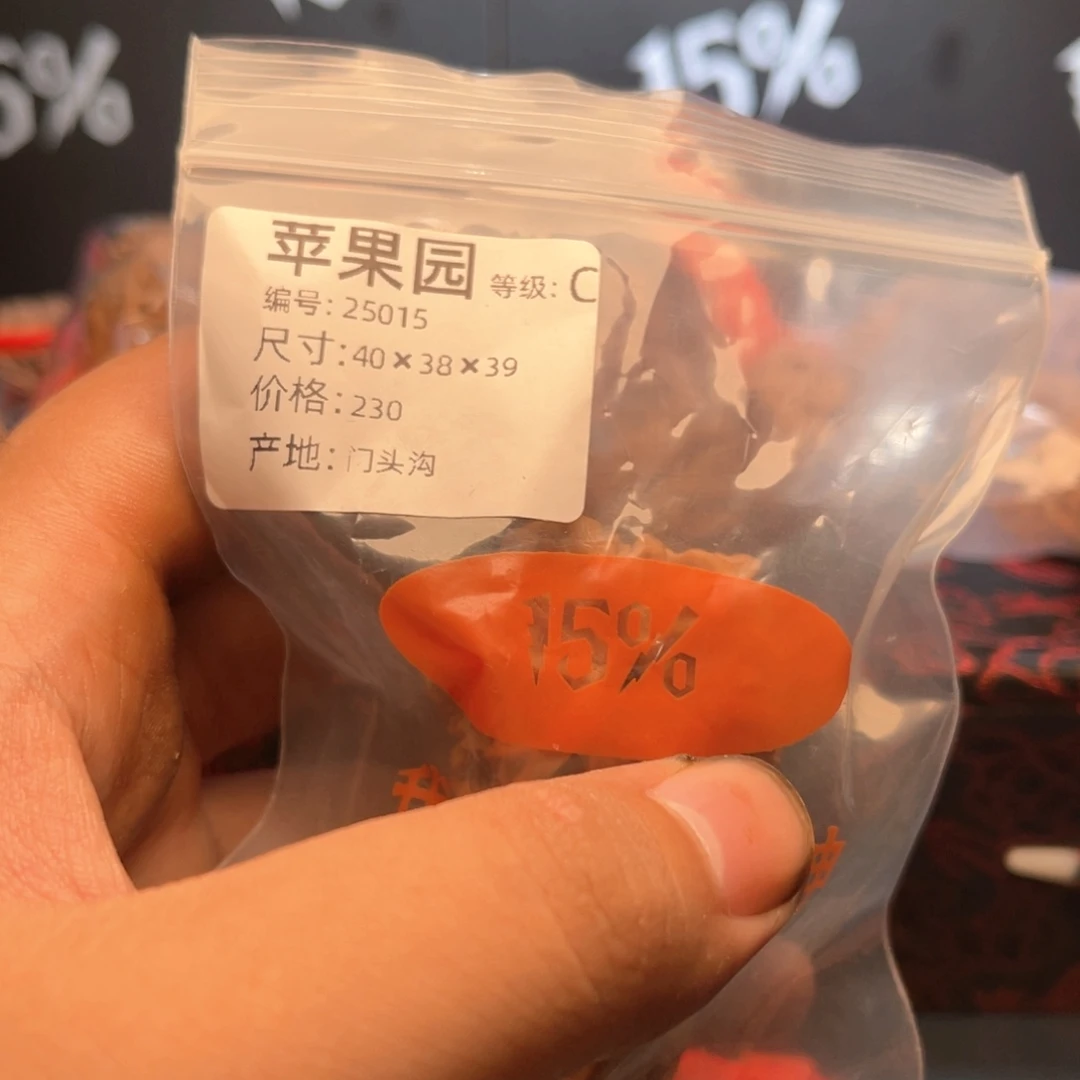 15%
苹果园 等级: C
编号: 25015
尺寸: 40×38×39
价格: 230
产地: 门头沟
15%